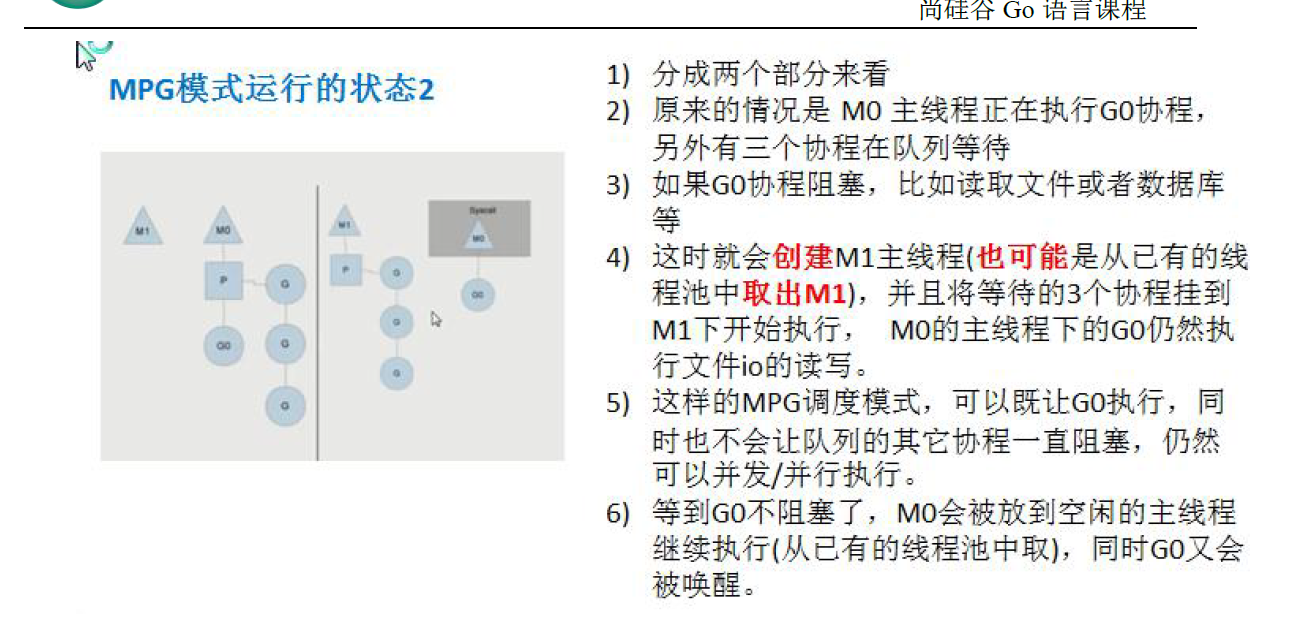 尚硅谷 Go 语言课程
MPG模式运行的状态2
M1
M0
P
G
G0
G
G
M1
P
G
G
G
Syscall
M0
G0
1) 分成两个部分来看
2) 原来的情况是 M0 主线程正在执行G0协程，
另外有三个协程在队列等待
3) 如果G0协程阻塞，比如读取文件或者数据库
等
4) 这时就会创建M1主线程(也可能是从已有的线
程池中取出M1)，并且将等待的3个协程挂到
M1下开始执行， M0的主线程下的G0仍然执
行文件io的读写。
5) 这样的MPG调度模式，可以既让G0执行，同
时也不会让队列的其它协程一直阻塞，仍然
可以并发/并行执行。
6) 等到G0不阻塞了，M0会被放到空闲的主线程
继续执行(从已有的线程池中取)，同时G0又会
被唤醒。